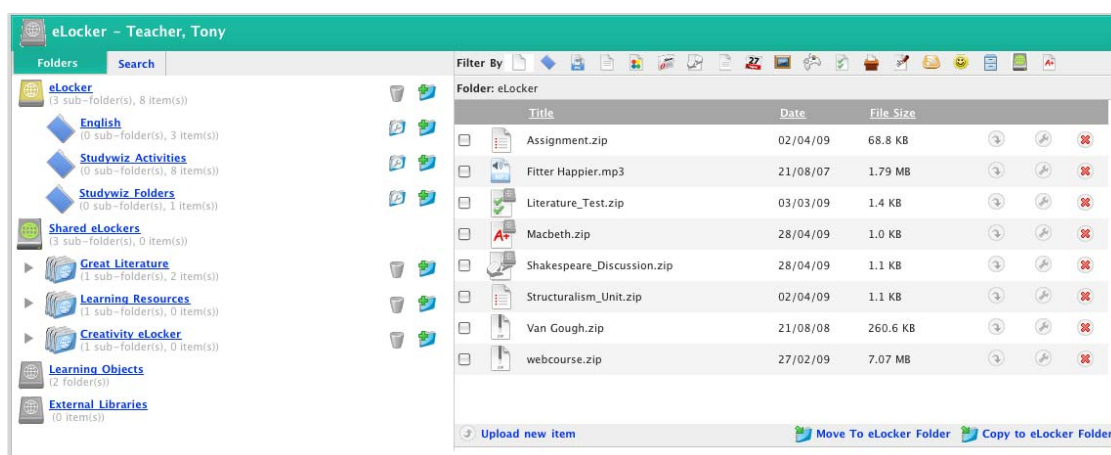 eLocker - Teacher, Tony
Folders Search
eLocker
(3 sub-folder(s), 8 item(s))
English
(0 sub-folder(s), 3 item(s))
Studywiz Activities
(0 sub-folder(s), 8 item(s))
Studywiz Folders
(0 sub-folder(s), 1 item(s))
Shared eLockers
(3 sub-folder(s), 0 item(s))
Great Literature
(1 sub-folder(s), 2 item(s))
Learning Resources
(1 sub-folder(s), 0 item(s))
Creativity eLocker
(1 sub-folder(s), 0 item(s))
Learning Objects
(2 folder(s))
External Libraries
(0 item(s))
Filter By 27 A+
Folder: eLocker
Title Date File Size
Assignment.zip 02/04/09 68.8 KB
Fitter Happier.mp3 21/08/07 1.79 MB
Literature_Test.zip 03/03/09 1.4 KB
A+ Macbeth.zip 28/04/09 1.0 KB
Shakespeare_Discussion.zip 28/04/09 1.1 KB
Structuralism_Unit.zip 02/04/09 1.1 KB
Van Gough.zip 21/08/08 260.6 KB
webcourse.zip 27/02/09 7.07 MB
Upload new item Move To eLocker Folder Copy to eLocker Folder